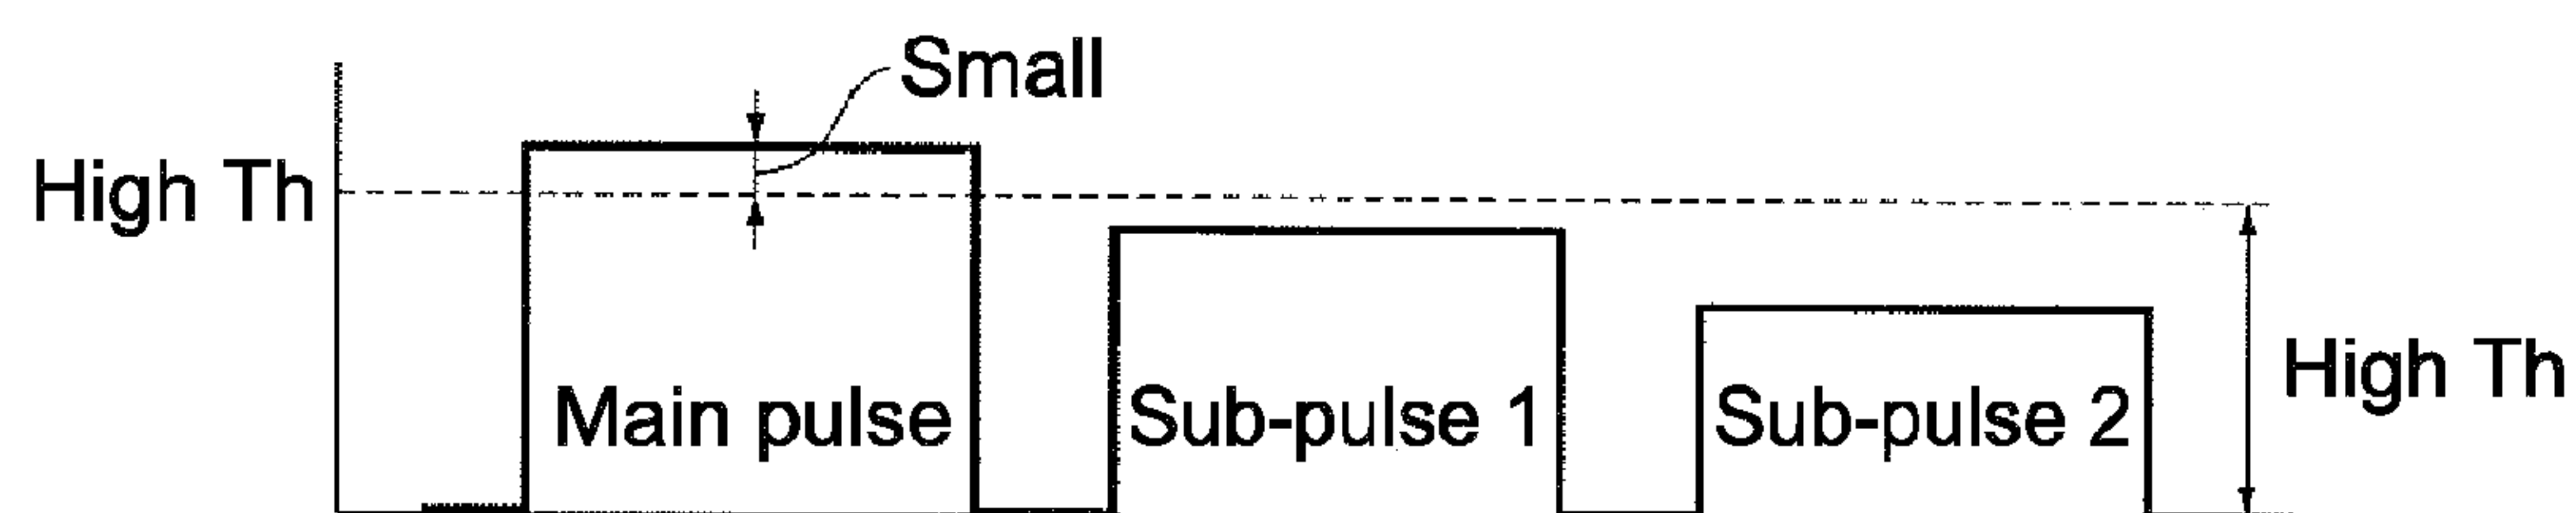 Small
High Th
Main pulse
Sub-pulse 1
Sub-pulse 2
High Th